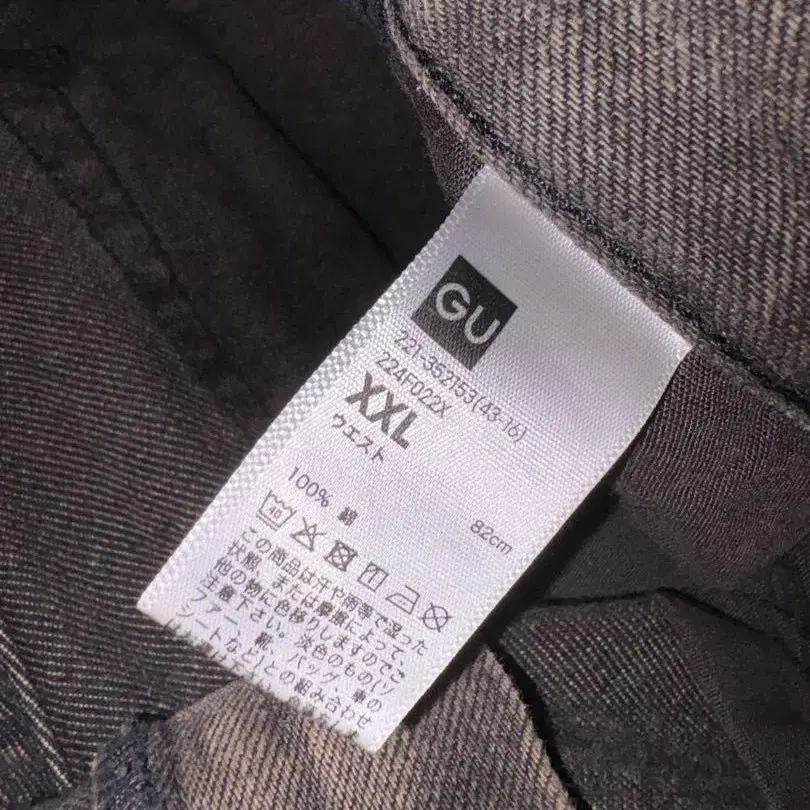 GU
221-352153(43-16)
224F022X
XXL
ウエスト
82cm
100% 綿
40
この商品は汗や雨等で湿った
状態、または摩擦によって、
他の物に色移りしますのでご
注意下さい。淡色のもの(ソ
ファー、靴、バッグ、車の
シートなど)との組み合わせ